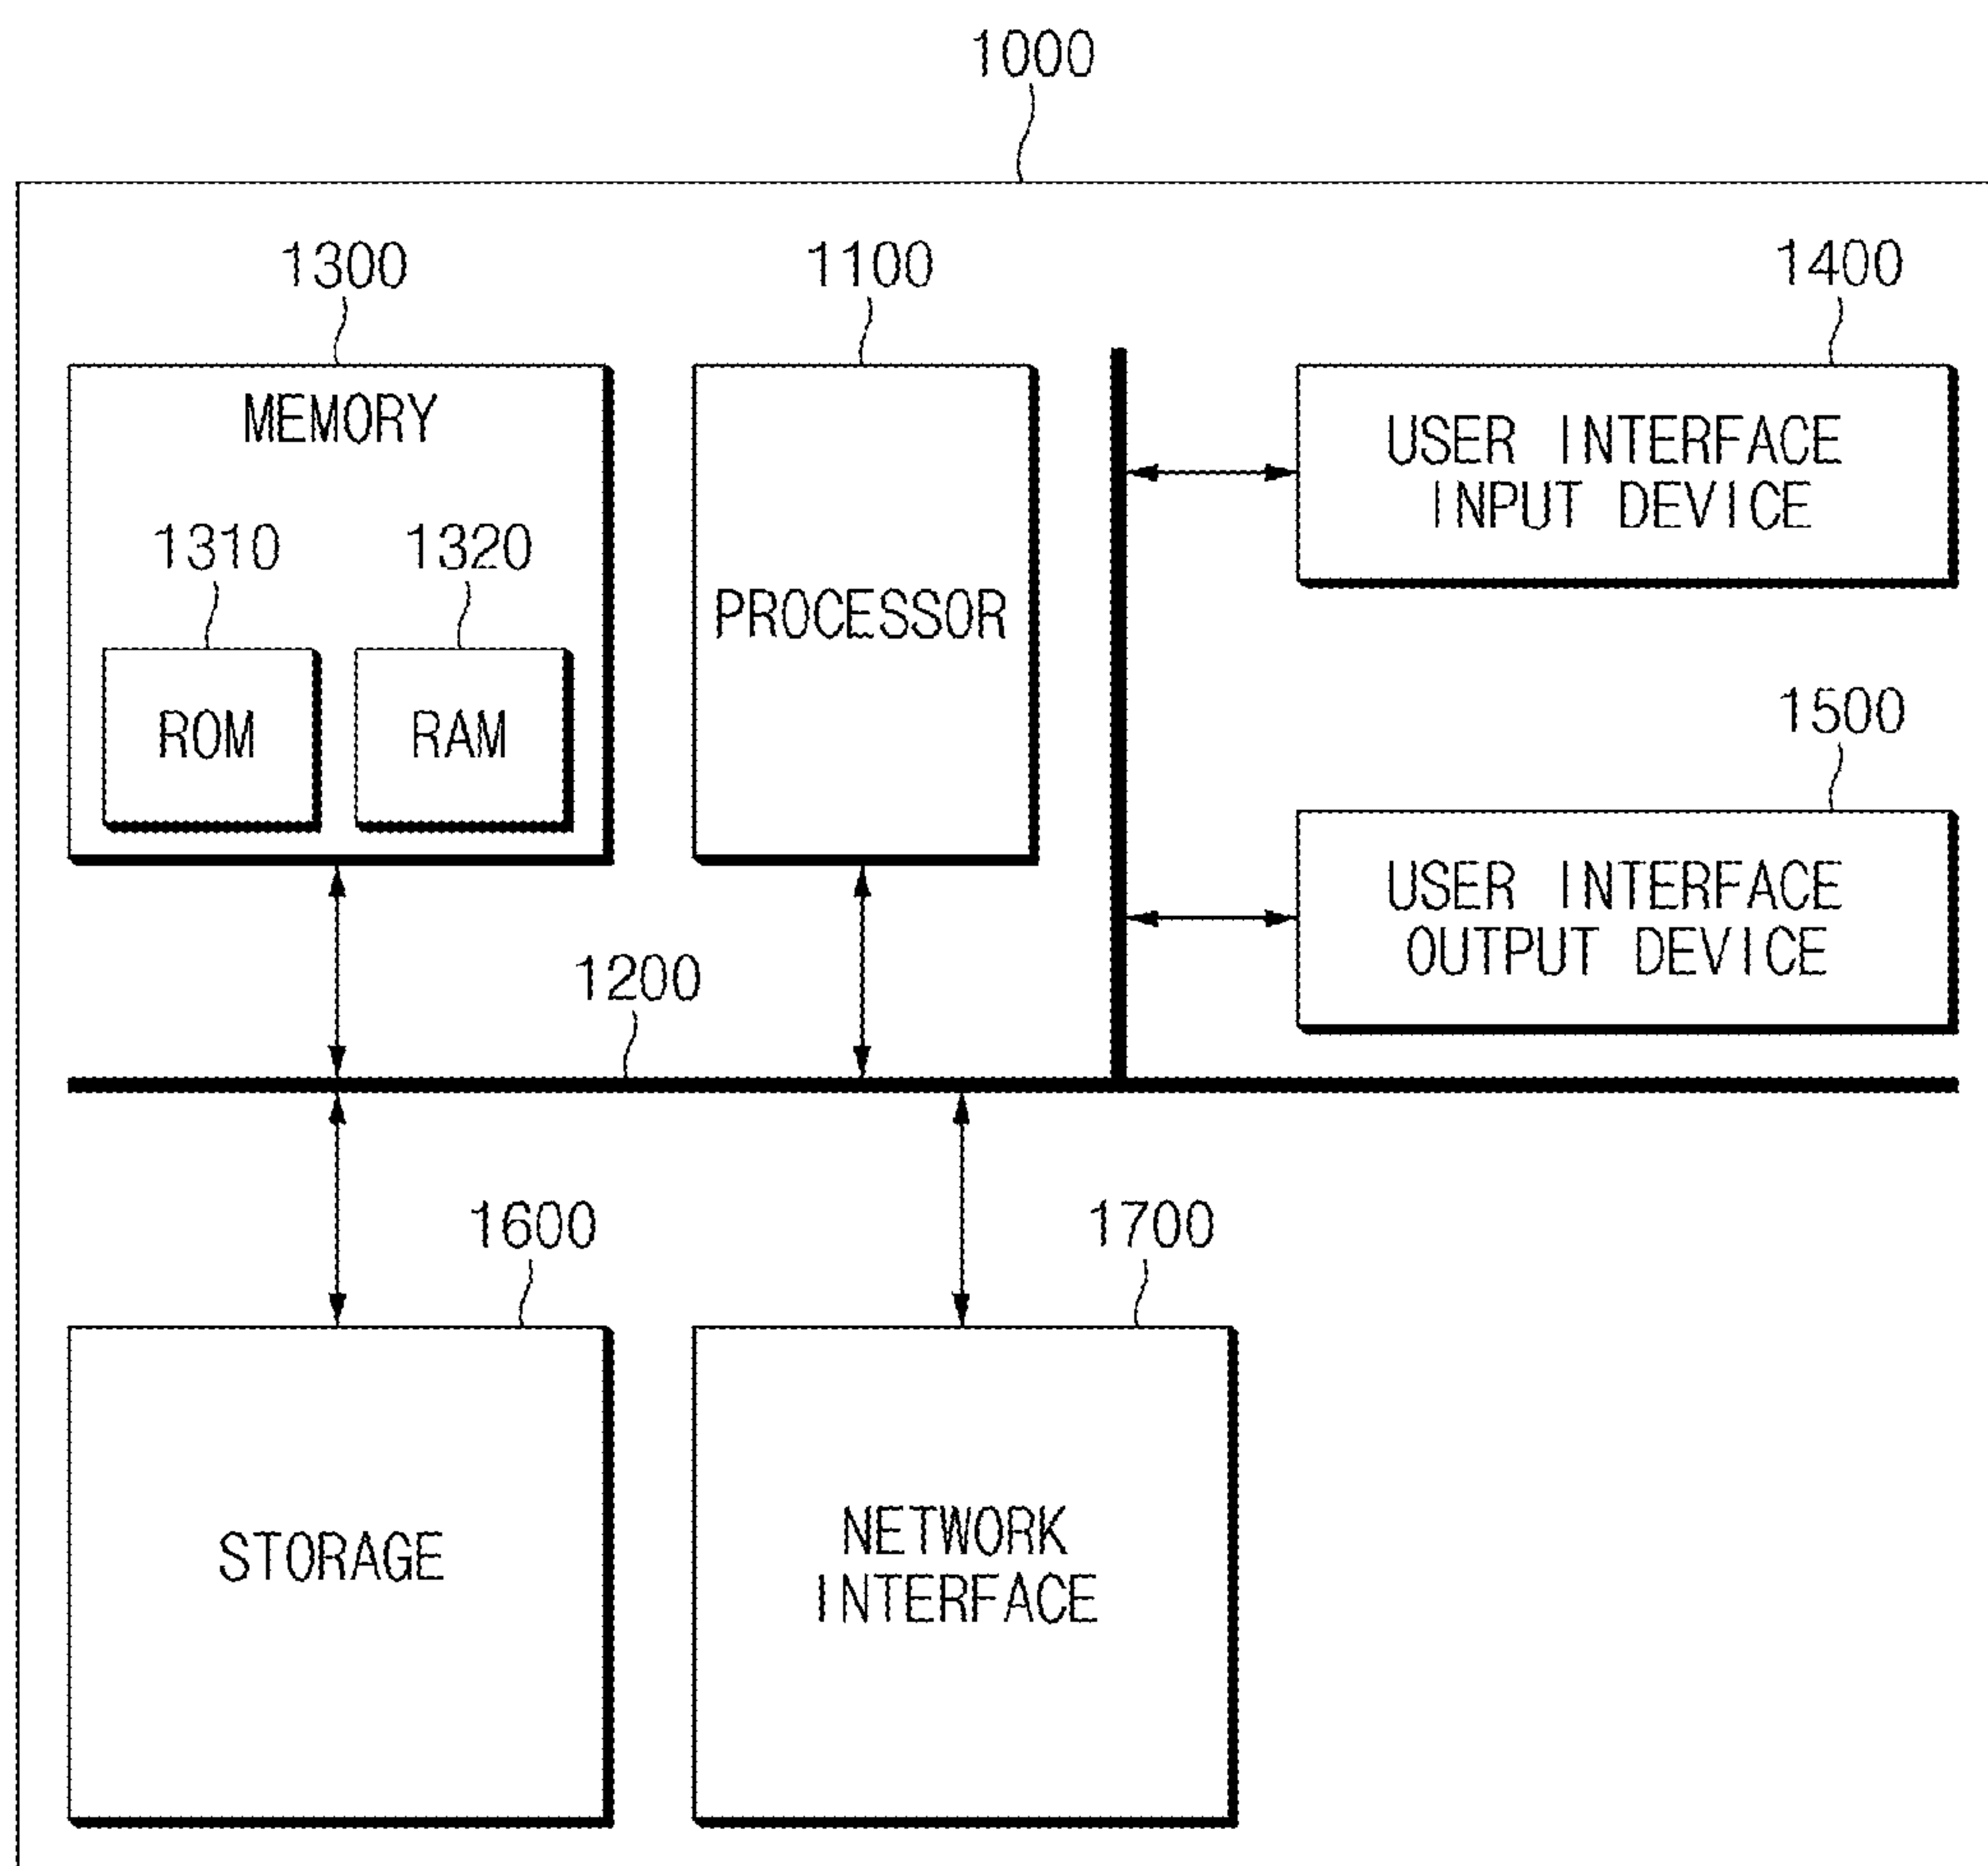 1000
1300
1100
1400
MEMORY
USER INTERFACE
INPUT DEVICE
1310
1320
PROCESSOR
ROM
RAM
1500
USER INTERFACE
OUTPUT DEVICE
1200
1600
1700
STORAGE
NETWORK
INTERFACE